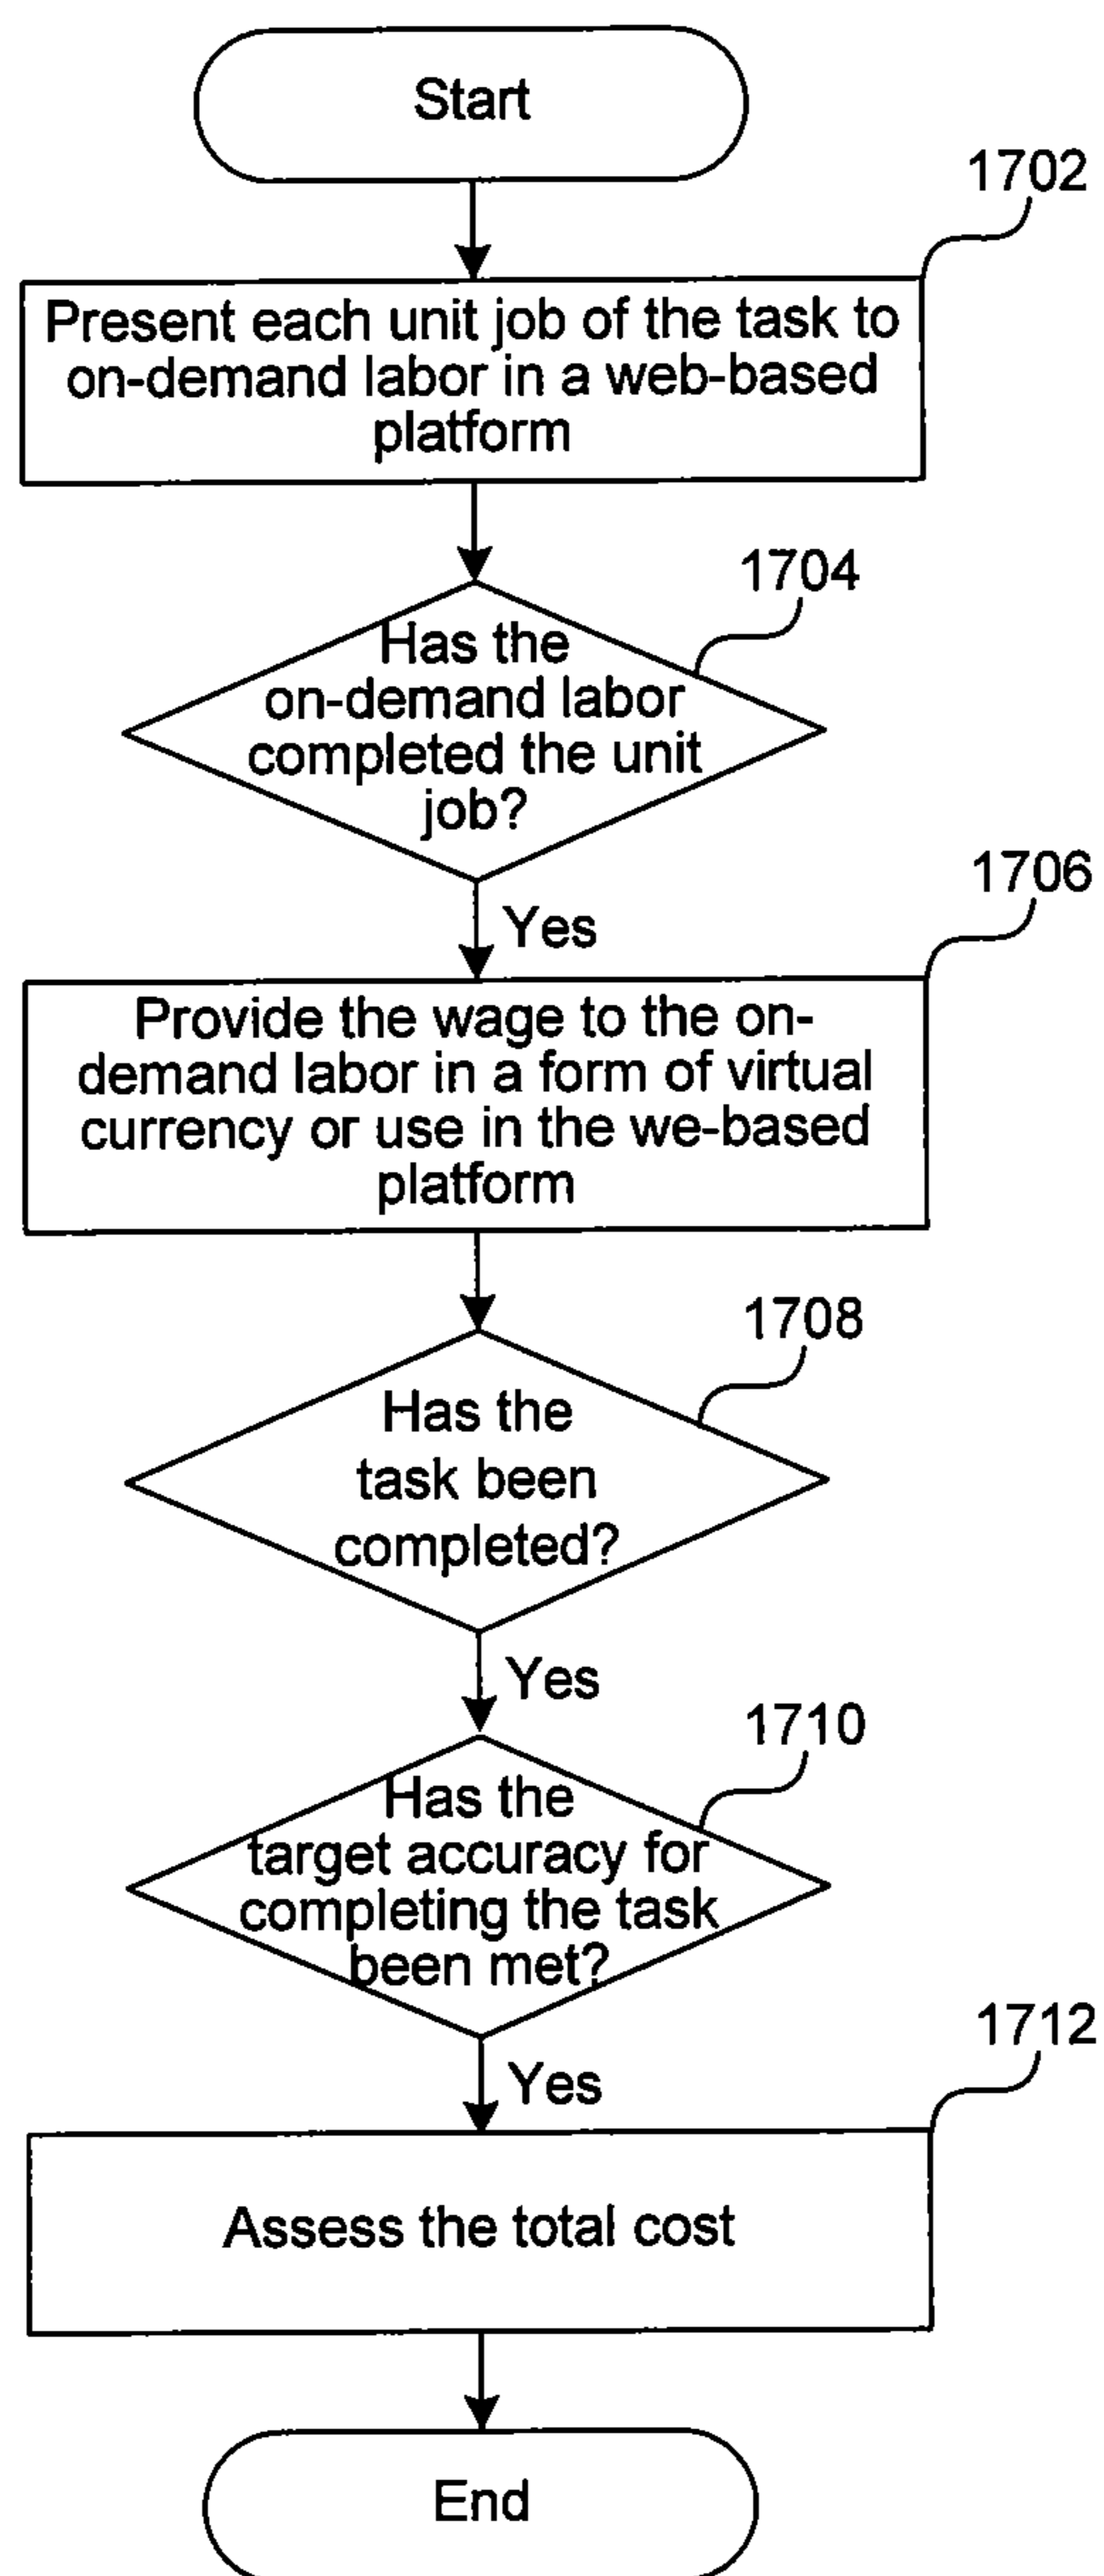 Start
1702
Present each unit job of the task to
on-demand labor in a web-based
platform
1704
Has the
on-demand labor
completed the unit
job?
Yes
1706
Provide the wage to the on-
demand labor in a form of virtual
currency or use in the we-based
platform
1708
Has the
task been
completed?
Yes
1710
Has the
target accuracy for
completing the task
been met?
Yes
1712
Assess the total cost
End